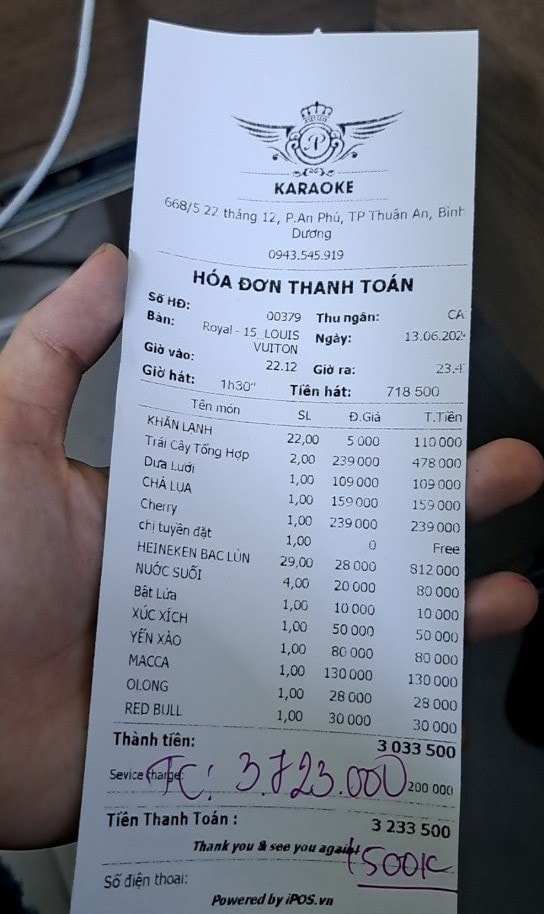 P
KARAOKE
668/5 22 tháng 12, P.An Phú, TP Thuận An, Bình
Dương
0943.545.919
HÓA ĐƠN THANH TOÁN
Số HĐ: 00379 Thu ngân: CA
Bàn: Royal - 15 LOUIS VUITON Ngày: 13.06.202
Giờ vào: 22.12 Giờ ra: 23.4
Giờ hát: 1h30" Tiền hát: 718 500
Tên món SL Đ.Giá T.Tiền
KHĂN LẠNH 22,00 5 000 110 000
Trái Cây Tổng Hợp 2,00 239 000 478 000
Dưa Lưới 1,00 109 000 109 000
CHẢ LỤA 1,00 159 000 159 000
Cherry 1,00 239 000 239 000
chị tuyền đặt 1,00 0 Free
HEINEKEN BẠC LÙN 29,00 28 000 812 000
NƯỚC SUỐI 4,00 20 000 80 000
Bật Lửa 1,00 10 000 10 000
XÚC XÍCH 1,00 50 000 50 000
YẾN XÀO 1,00 80 000 80 000
MACCA 1,00 130 000 130 000
OLONG 1,00 28 000 28 000
RED BULL 1,00 30 000 30 000
Thành tiền: 3 033 500
Sevice charge: 200 000
TC: 3.723.000
Tiền Thanh Toán : 3 233 500
Thank you & see you again!
+500K
Số điện thoại:
Powered by iPOS.vn